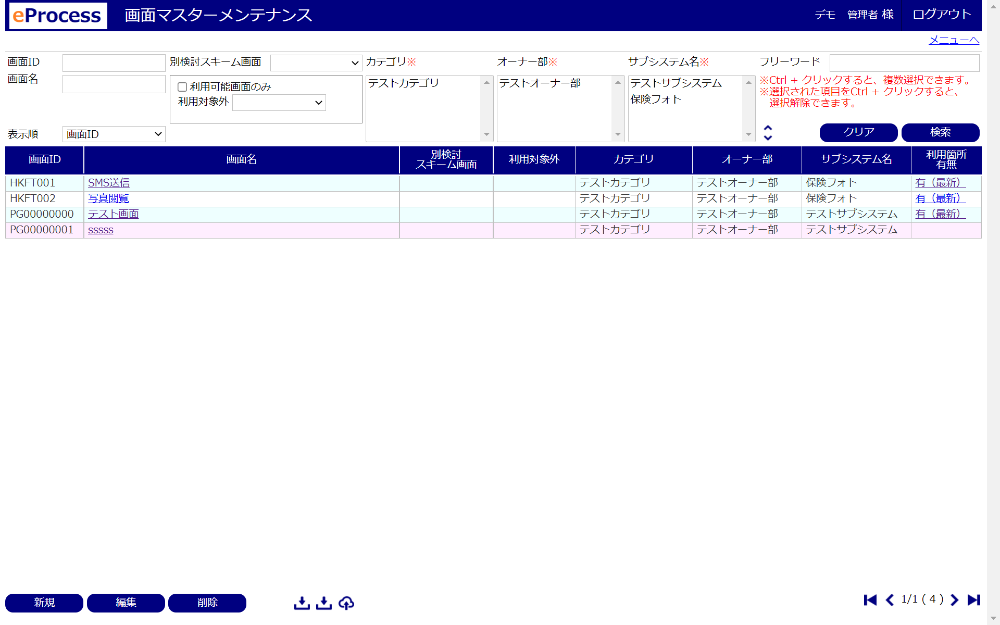 eProcess 画面マスターメンテナンス デモ 管理者 様 ログアウト
メニューへ
画面ID 別検討スキーム画面 カテゴリ※ オーナー部※ サブシステム名※ フリーワード
画面名
利用可能画面のみ
利用対象外
テストカテゴリ
テストオーナー部
テストサブシステム
保険フォト
※Ctrl + クリックすると、複数選択できます。
※選択された項目をCtrl + クリックすると、
選択解除できます。
表示順 画面ID クリア 検索
画面ID 画面名 別検討スキーム画面 利用対象外 カテゴリ オーナー部 サブシステム名 利用箇所有無
HKFT001 SMS送信 テストカテゴリ テストオーナー部 保険フォト 有（最新）
HKFT002 写真閲覧 テストカテゴリ テストオーナー部 保険フォト 有（最新）
PG00000000 テスト画面 テストカテゴリ テストオーナー部 テストサブシステム 有（最新）
PG00000001 sssss テストカテゴリ テストオーナー部 テストサブシステム
新規 編集 削除 1/1 ( 4 )